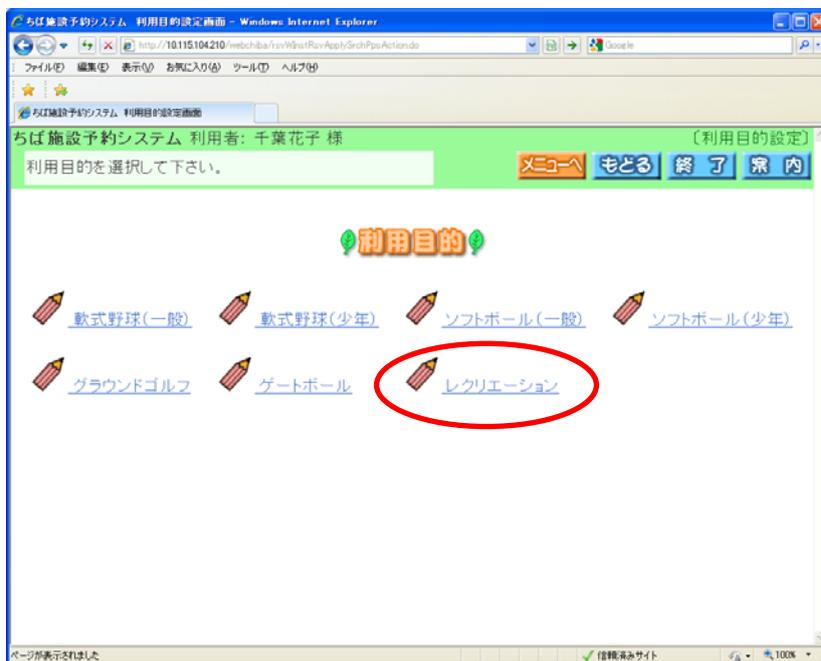 ちば施設予約システム 利用目的設定画面 - Windows Internet Explorer
http://10.115.104.210/webchiba/rsvWInstRsvApplySrchPpsAction.do
Google
ファイル(F) 編集(E) 表示(V) お気に入り(A) ツール(T) ヘルプ(H)
ちば施設予約システム 利用目的設定画面
ちば施設予約システム 利用者: 千葉花子 様 〔利用目的設定〕
利用目的を選択して下さい。 メニューへ もどる 終 了 案 内
利用目的
軟式野球(一般) 軟式野球(少年) ソフトボール(一般) ソフトボール(少年)
グラウンドゴルフ ゲートボール レクリエーション
ページが表示されました 信頼済みサイト 100%